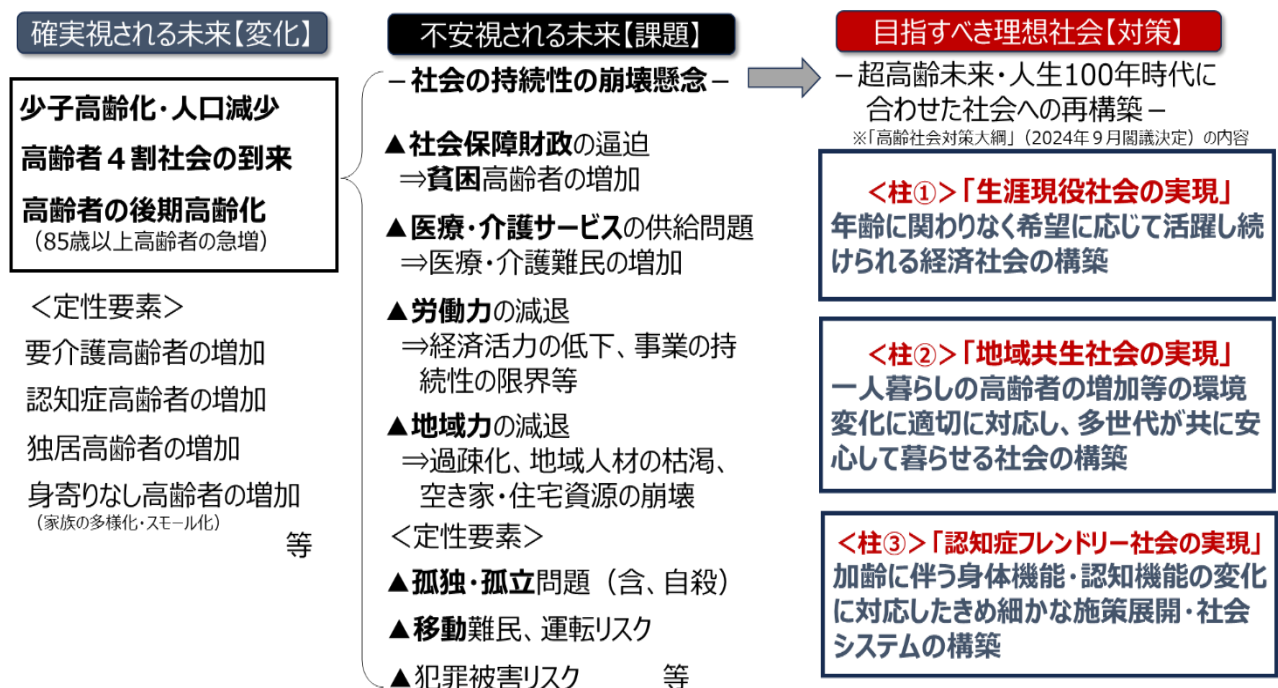 確実視される未来【変化】
少子高齢化・人口減少
高齢者４割社会の到来
高齢者の後期高齢化
（85歳以上高齢者の急増）
＜定性要素＞
要介護高齢者の増加
認知症高齢者の増加
独居高齢者の増加
身寄りなし高齢者の増加
（家族の多様化・スモール化）
等
不安視される未来【課題】
－社会の持続性の崩壊懸念－
▲社会保障財政の逼迫
⇒貧困高齢者の増加
▲医療・介護サービスの供給問題
⇒医療・介護難民の増加
▲労働力の減退
⇒経済活力の低下、事業の持
続性の限界等
▲地域力の減退
⇒過疎化、地域人材の枯渇、
空き家・住宅資源の崩壊
＜定性要素＞
▲孤独・孤立問題（含、自殺）
▲移動難民、運転リスク
▲犯罪被害リスク　　等
目指すべき理想社会【対策】
－超高齢未来・人生100年時代に
合わせた社会への再構築－
※「高齢社会対策大綱」（2024年９月閣議決定）の内容
＜柱①＞「生涯現役社会の実現」
年齢に関わりなく希望に応じて活躍し続
けられる経済社会の構築
＜柱②＞「地域共生社会の実現」
一人暮らしの高齢者の増加等の環境
変化に適切に対応し、多世代が共に安
心して暮らせる社会の構築
＜柱③＞「認知症フレンドリー社会の実現」
加齢に伴う身体機能・認知機能の変化
に対応したきめ細かな施策展開・社会
システムの構築